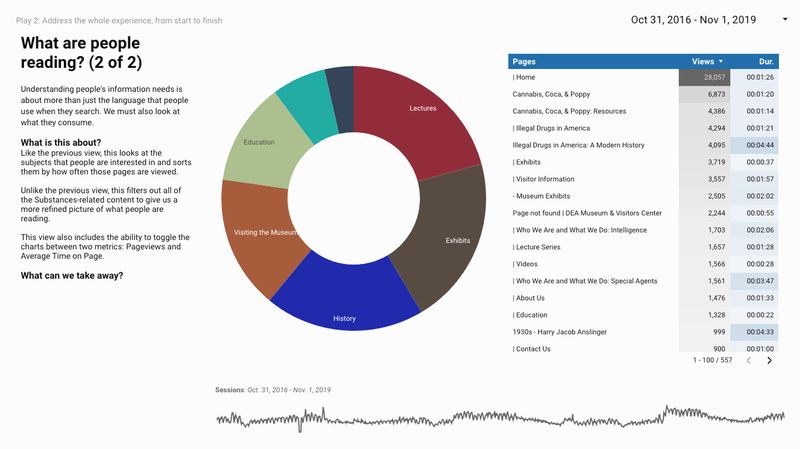 Play 2: Address the whole experience, from start to finish
Oct 31, 2016 - Nov 1, 2019
What are people
reading? (2 of 2)
Understanding people's information needs is
about more than just the language that people
use when they search. We must also look at
what they consume.
What is this about?
Like the previous view, this looks at the
subjects that people are interested in and sorts
them by how often those pages are viewed.
Unlike the previous view, this filters out all of
the Substances-related content to give us a
more refined picture of what people are
reading.
This view also includes the ability to toggle the
charts between two metrics: Pageviews and
Average Time on Page.
What can we take away?
Lectures
Education
Visiting the Museum
Exhibits
History
Pages Views Dur.
| Home 28,057 00:01:26
Cannabis, Coca, & Poppy 6,873 00:01:20
Cannabis, Coca, & Poppy: Resources 4,386 00:01:14
| Illegal Drugs in America 4,294 00:01:21
Illegal Drugs in America: A Modern History 4,095 00:04:44
| Exhibits 3,719 00:00:37
| Visitor Information 3,557 00:01:57
- Museum Exhibits 2,505 00:02:02
Page not found | DEA Museum & Visitors Center 2,244 00:00:55
| Who We Are and What We Do: Intelligence 1,703 00:02:06
| Lecture Series 1,657 00:01:28
| Videos 1,566 00:00:28
| Who We Are and What We Do: Special Agents 1,561 00:03:47
| About Us 1,476 00:01:33
| Education 1,328 00:00:22
1930s - Harry Jacob Anslinger 999 00:04:33
| Contact Us 900 00:01:00
1 - 100 / 557
Sessions: Oct. 31, 2016 - Nov. 1, 2019